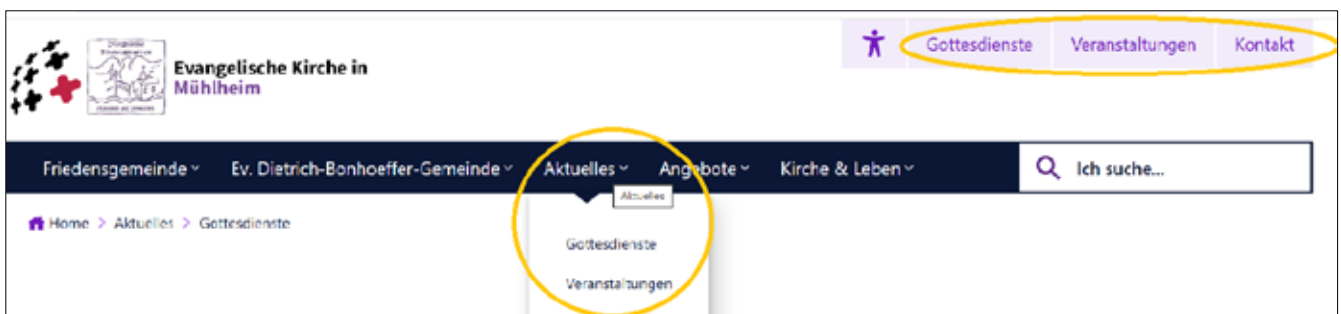 Gottesdienste Veranstaltungen Kontakt
Evangelische Kirche in
Mühlheim
Friedensgemeinde Ev. Dietrich-Bonhoeffer-Gemeinde Aktuelles Angebote Kirche & Leben Ich suche...
Aktuelles
Home > Aktuelles > Gottesdienste
Gottesdienste
Veranstaltungen